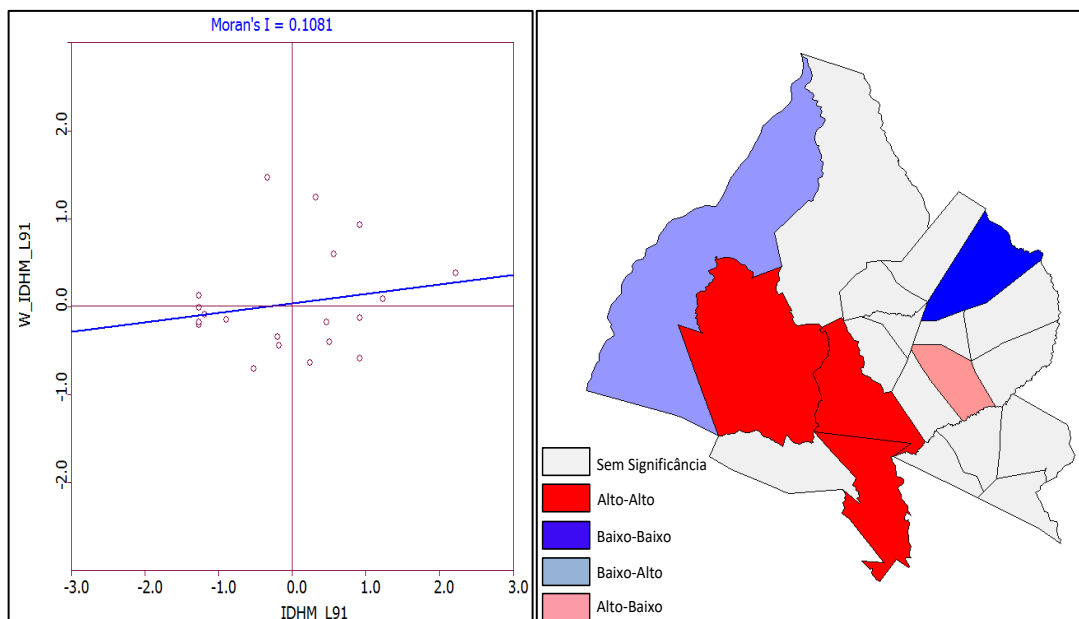 Moran's I = 0.1081
2.0
1.0
0.0
-1.0
-2.0
W_IDHM_L91
-3.0 -2.0 -1.0 0.0 1.0 2.0 3.0
IDHM_L91
Sem Significância
Alto-Alto
Baixo-Baixo
Baixo-Alto
Alto-Baixo